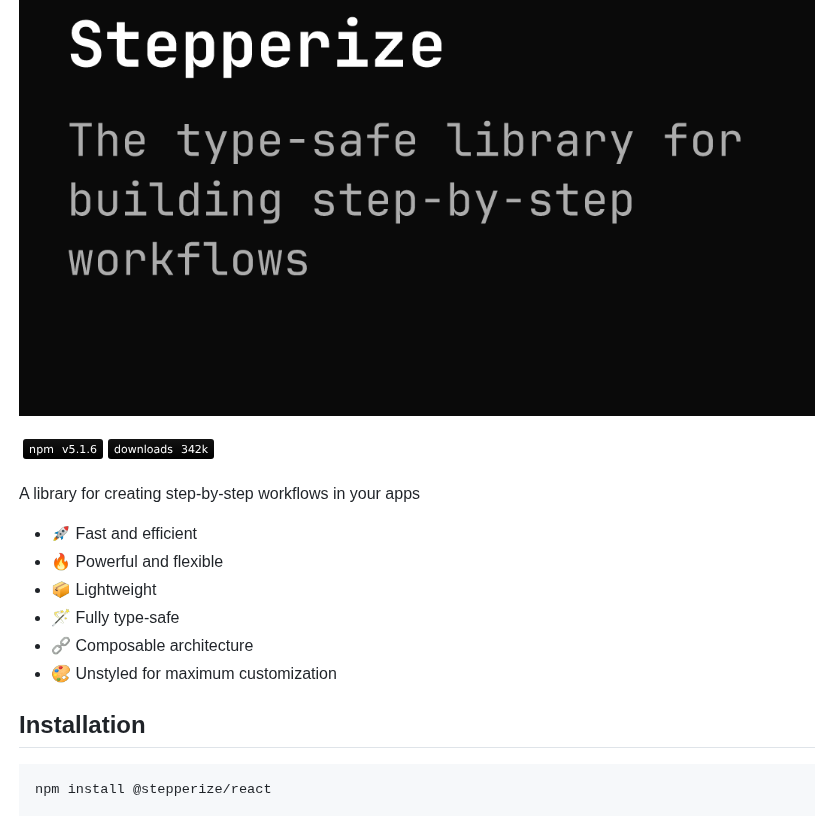 Stepperize
The type-safe library for
building step-by-step
workflows
npm v5.1.6 downloads 342k
A library for creating step-by-step workflows in your apps
🚀 Fast and efficient
🔥 Powerful and flexible
📦 Lightweight
🪄 Fully type-safe
🔗 Composable architecture
🎨 Unstyled for maximum customization
Installation
npm install @stepperize/react